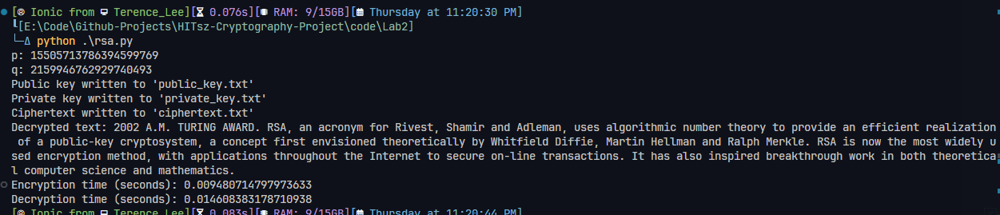 [Ionic from Terence_Lee][0.076s][RAM: 9/15GB][Thursday at 11:20:30 PM]
[E:\Code\Github-Projects\HITsz-Cryptography-Project\code\Lab2]
└─Δ python .\rsa.py
p: 15505713786394599769
q: 2159946762929740493
Public key written to 'public_key.txt'
Private key written to 'private_key.txt'
Ciphertext written to 'ciphertext.txt'
Decrypted text: 2002 A.M. TURING AWARD. RSA, an acronym for Rivest, Shamir and Adleman, uses algorithmic number theory to provide an efficient realization
of a public-key cryptosystem, a concept first envisioned theoretically by Whitfield Diffie, Martin Hellman and Ralph Merkle. RSA is now the most widely u
sed encryption method, with applications throughout the Internet to secure on-line transactions. It has also inspired breakthrough work in both theoretica
l computer science and mathematics.
Encryption time (seconds): 0.009480714797973633
Decryption time (seconds): 0.014608383178710938
[Ionic from Terence_Lee][0.083s][RAM: 9/15GB][Thursday at 11:20:44 PM]